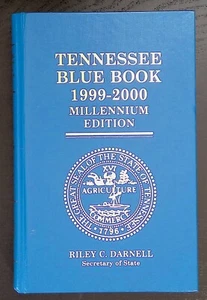 TENNESSEE
BLUE BOOK
1999-2000
MILLENNIUM
EDITION
THE GREAT SEAL OF THE STATE OF TENNESSEE
XVI
AGRICULTURE
COMMERCE
1796
RILEY C. DARNELL
Secretary of State